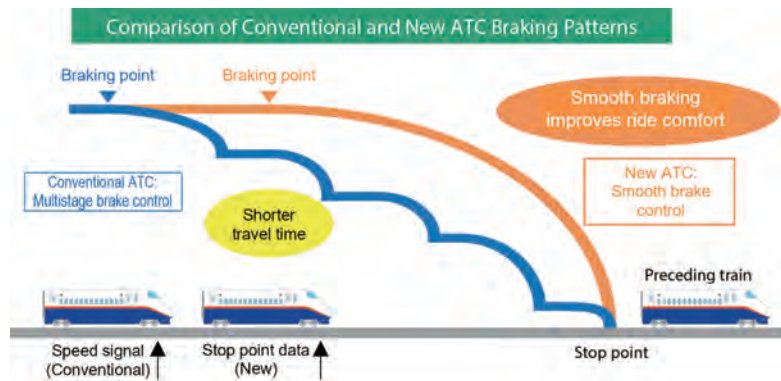 Comparison of Conventional and New ATC Braking Patterns
Braking point
Braking point
Smooth braking
improves ride comfort
Conventional ATC:
Multistage brake control
New ATC:
Smooth brake
control
Shorter
travel time
Preceding train
Speed signal
(Conventional)
Stop point data
(New)
Stop point